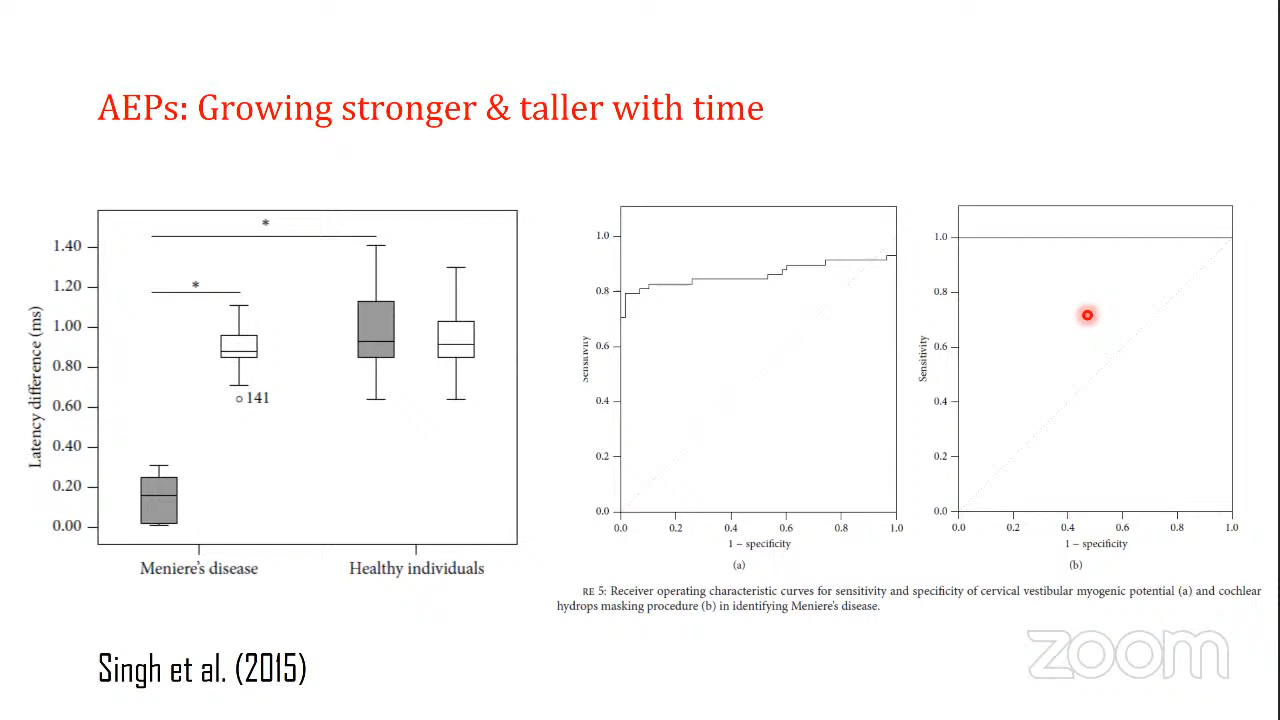 AEPs: Growing stronger & taller with time
*
*
1.40
1.20
1.00
0.80
0.60
0.40
0.20
0.00
Latency difference (ms)
141
Meniere's disease
Healthy individuals
1.0
0.8
0.6
0.4
0.2
0.0
Sensitivity
0.0 0.2 0.4 0.6 0.8 1.0
1 − specificity
(a)
1.0
0.8
0.6
0.4
0.2
0.0
Sensitivity
0.0 0.2 0.4 0.6 0.8 1.0
1 − specificity
(b)
RE 5: Receiver operating characteristic curves for sensitivity and specificity of cervical vestibular myogenic potential (a) and cochlear
hydrops masking procedure (b) in identifying Meniere's disease.
Singh et al. (2015)
zoom